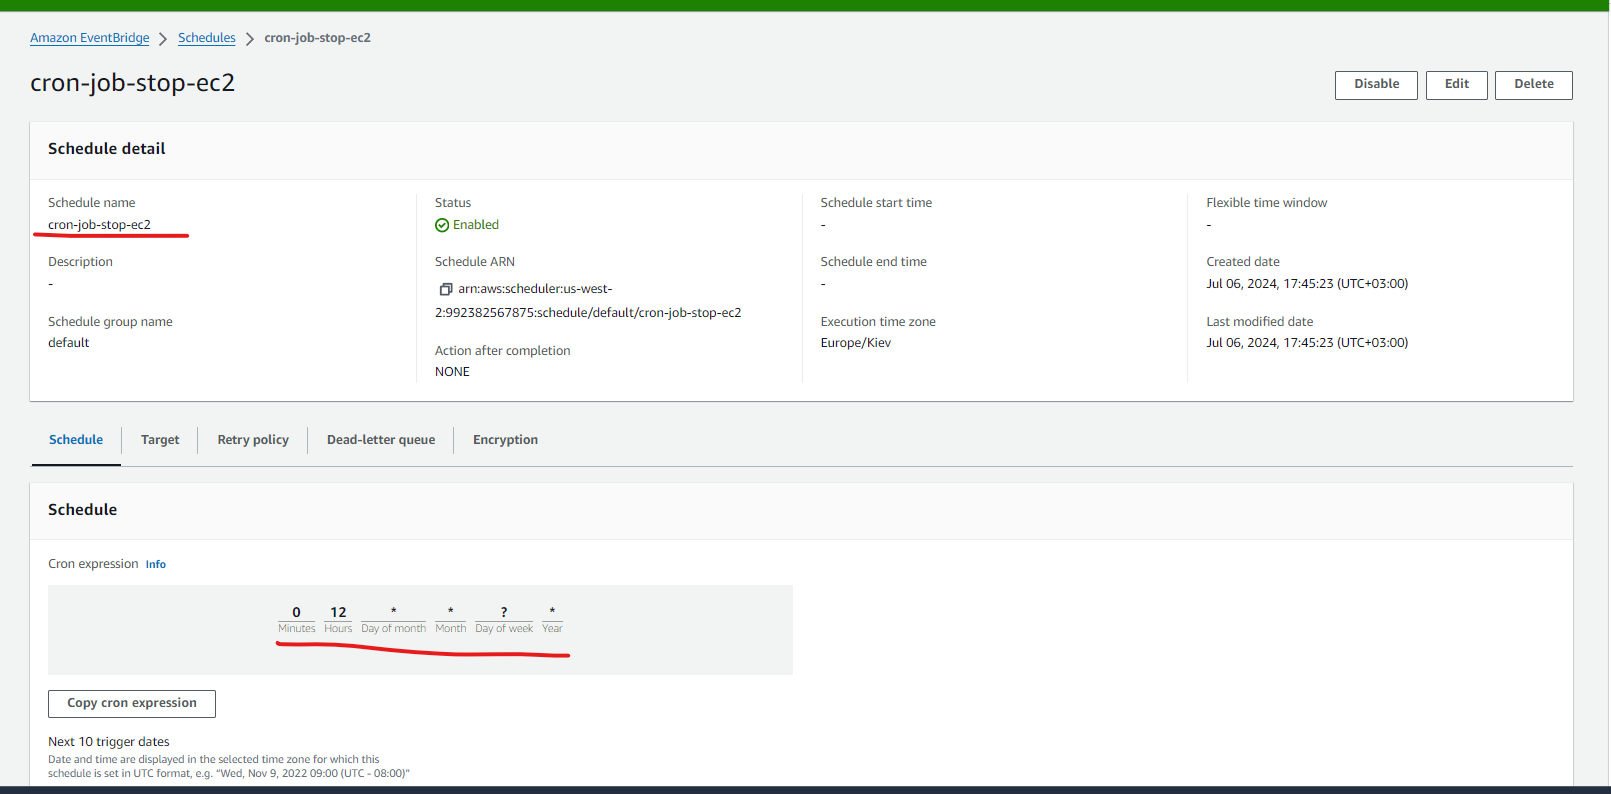 Amazon EventBridge > Schedules > cron-job-stop-ec2
cron-job-stop-ec2
Disable Edit Delete
Schedule detail
Schedule name
cron-job-stop-ec2
Description
-
Schedule group name
default
Status
Enabled
Schedule ARN
arn:aws:scheduler:us-west-
2:992382567875:schedule/default/cron-job-stop-ec2
Action after completion
NONE
Schedule start time
-
Schedule end time
-
Execution time zone
Europe/Kiev
Flexible time window
-
Created date
Jul 06, 2024, 17:45:23 (UTC+03:00)
Last modified date
Jul 06, 2024, 17:45:23 (UTC+03:00)
Schedule Target Retry policy Dead-letter queue Encryption
Schedule
Cron expression Info
0 12 * * ? *
Minutes Hours Day of month Month Day of week Year
Copy cron expression
Next 10 trigger dates
Date and time are displayed in the selected time zone for which this
schedule is set in UTC format, e.g. “Wed, Nov 9, 2022 09:00 (UTC - 08:00)”